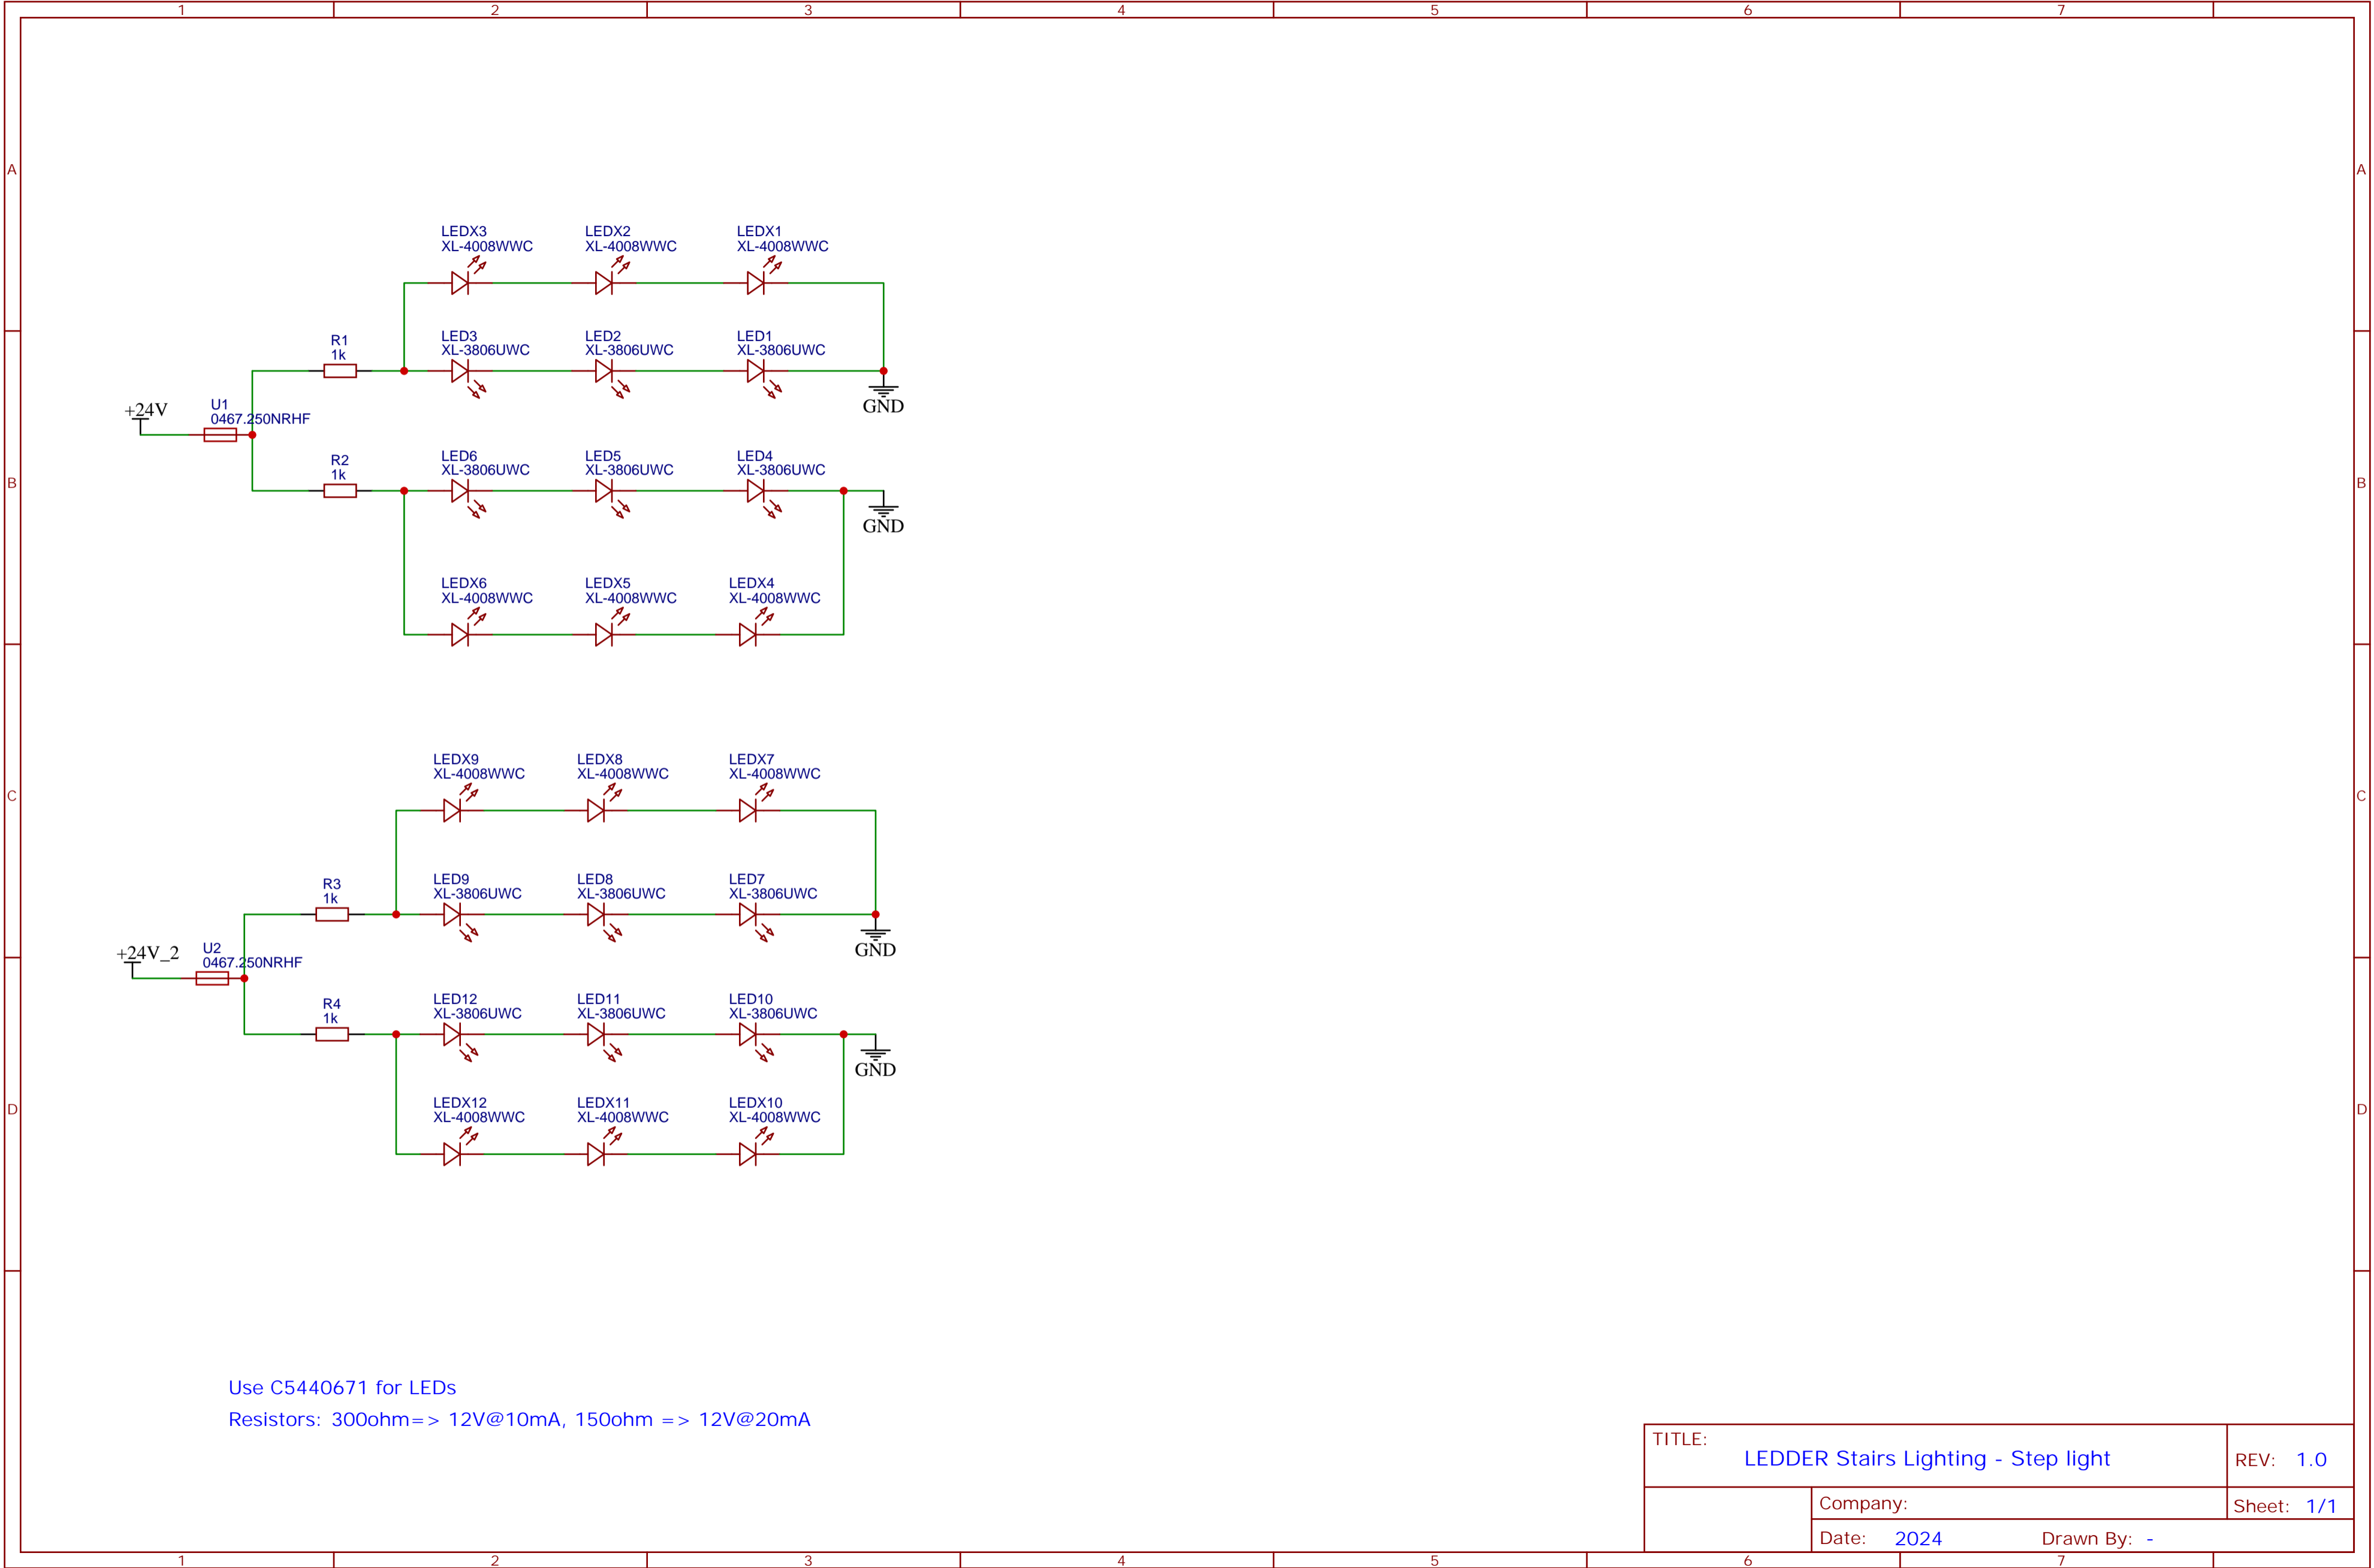 1 2 3 4 5 6 7
A A
LEDX3 LEDX2 LEDX1
XL-4008WWC XL-4008WWC XL-4008WWC
LED3 LED2 LED1
XL-3806UWC XL-3806UWC XL-3806UWC
R1
1k
GND
+24V
U1
0467.250NRHF
LED6 LED5 LED4
XL-3806UWC XL-3806UWC XL-3806UWC
R2
1k
B B
GND
LEDX6 LEDX5 LEDX4
XL-4008WWC XL-4008WWC XL-4008WWC
LEDX9 LEDX8 LEDX7
XL-4008WWC XL-4008WWC XL-4008WWC
C C
LED9 LED8 LED7
XL-3806UWC XL-3806UWC XL-3806UWC
R3
1k
GND
+24V_2
U2
0467.250NRHF
LED12 LED11 LED10
XL-3806UWC XL-3806UWC XL-3806UWC
R4
1k
GND
LEDX12 LEDX11 LEDX10
XL-4008WWC XL-4008WWC XL-4008WWC
D D
Use C5440671 for LEDs
Resistors: 300ohm=> 12V@10mA, 150ohm => 12V@20mA
TITLE:
LEDDER Stairs Lighting - Step light
REV: 1.0
Company:
Sheet: 1/1
Date: 2024 Drawn By: -
1 2 3 4 5 6 7